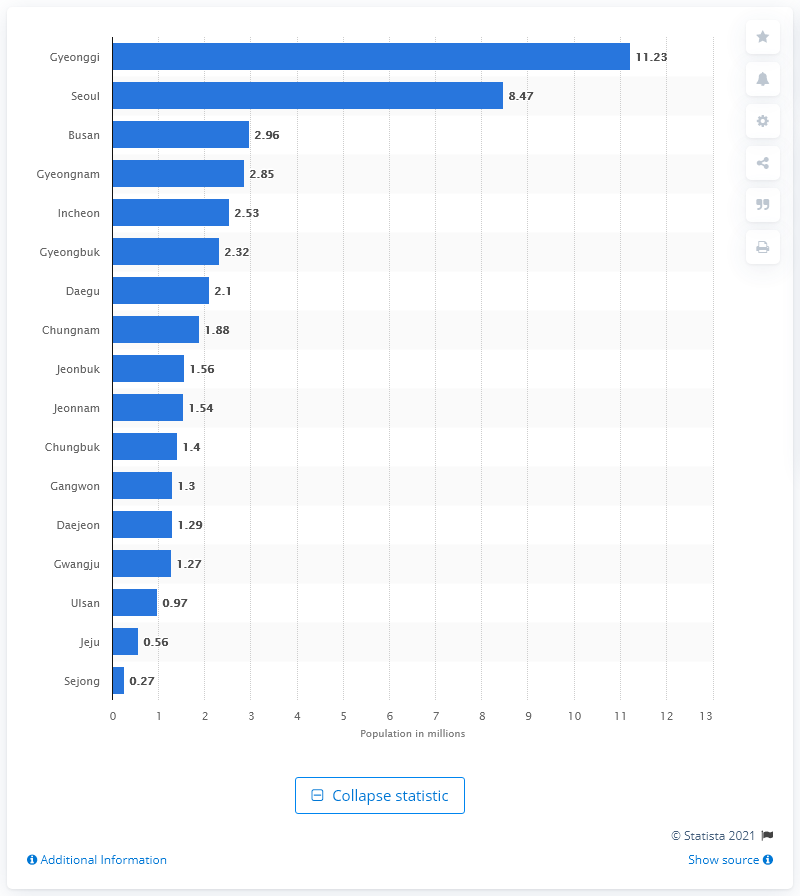 Gyeonggi 11.23
Seoul 8.47
Busan 2.96
Gyeongnam 2.85
Incheon 2.53
Gyeongbuk 2.32
Daegu 2.1
Chungnam 1.88
Jeonbuk 1.56
Jeonnam 1.54
Chungbuk 1.4
Gangwon 1.3
Daejeon 1.29
Gwangju 1.27
Ulsan 0.97
Jeju 0.56
Sejong 0.27
0 1 2 3 4 5 6 7 8 9 10 11 12 13
Population in millions
Collapse statistic
© Statista 2021
Additional Information Show source